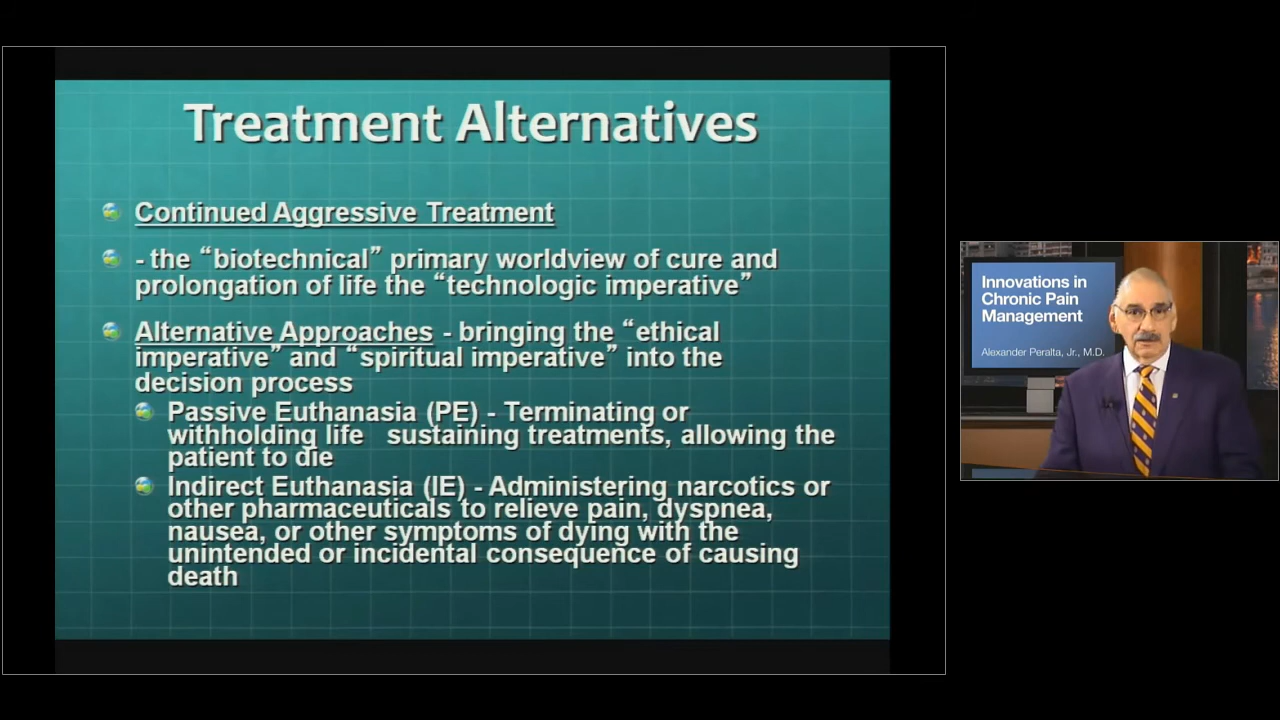 Treatment Alternatives
Continued Aggressive Treatment
- the “biotechnical” primary worldview of cure and
prolongation of life the “technologic imperative”
Alternative Approaches - bringing the “ethical
imperative” and “spiritual imperative” into the
decision process
Passive Euthanasia (PE) - Terminating or
withholding life sustaining treatments, allowing the
patient to die
Indirect Euthanasia (IE) - Administering narcotics or
other pharmaceuticals to relieve pain, dyspnea,
nausea, or other symptoms of dying with the
unintended or incidental consequence of causing
death
Innovations in
Chronic Pain
Management
Alexander Peralta, Jr., M.D.